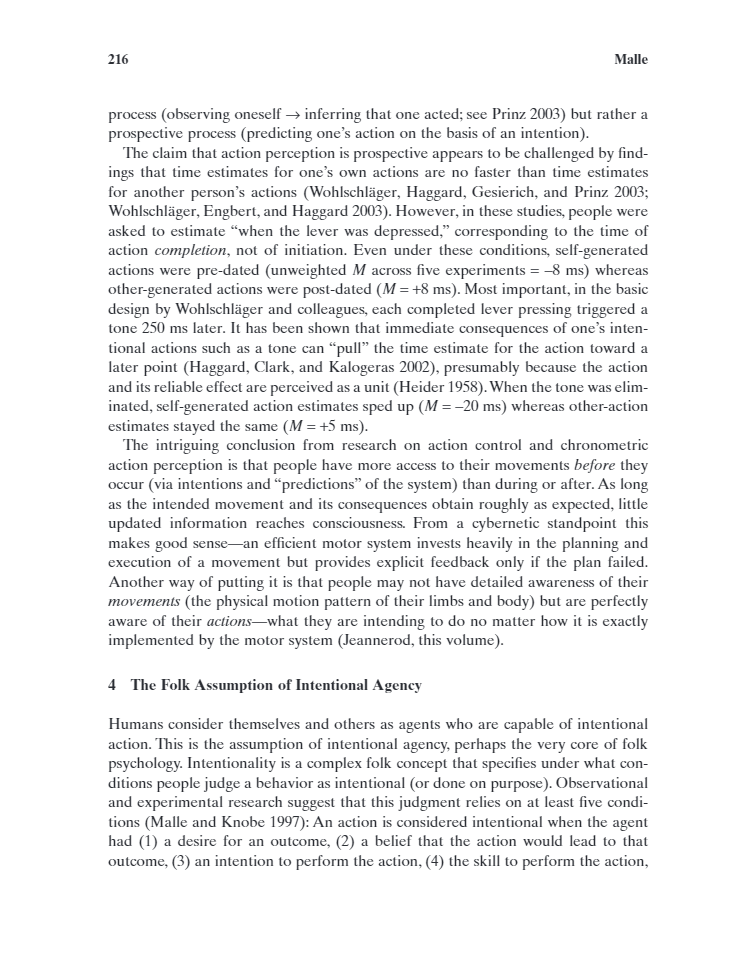 216
Malle
process (observing oneself → inferring that one acted; see Prinz 2003) but rather a
prospective process (predicting one’s action on the basis of an intention).
The claim that action perception is prospective appears to be challenged by find-
ings that time estimates for one’s own actions are no faster than time estimates
for another person’s actions (Wohlschläger, Haggard, Gesierich, and Prinz 2003;
Wohlschläger, Engbert, and Haggard 2003). However, in these studies, people were
asked to estimate “when the lever was depressed,” corresponding to the time of
action completion, not of initiation. Even under these conditions, self-generated
actions were pre-dated (unweighted M across five experiments = –8 ms) whereas
other-generated actions were post-dated (M = +8 ms). Most important, in the basic
design by Wohlschläger and colleagues, each completed lever pressing triggered a
tone 250 ms later. It has been shown that immediate consequences of one’s inten-
tional actions such as a tone can “pull” the time estimate for the action toward a
later point (Haggard, Clark, and Kalogeras 2002), presumably because the action
and its reliable effect are perceived as a unit (Heider 1958). When the tone was elim-
inated, self-generated action estimates sped up (M = –20 ms) whereas other-action
estimates stayed the same (M = +5 ms).
The intriguing conclusion from research on action control and chronometric
action perception is that people have more access to their movements before they
occur (via intentions and “predictions” of the system) than during or after. As long
as the intended movement and its consequences obtain roughly as expected, little
updated information reaches consciousness. From a cybernetic standpoint this
makes good sense—an efficient motor system invests heavily in the planning and
execution of a movement but provides explicit feedback only if the plan failed.
Another way of putting it is that people may not have detailed awareness of their
movements (the physical motion pattern of their limbs and body) but are perfectly
aware of their actions—what they are intending to do no matter how it is exactly
implemented by the motor system (Jeannerod, this volume).
4 The Folk Assumption of Intentional Agency
Humans consider themselves and others as agents who are capable of intentional
action. This is the assumption of intentional agency, perhaps the very core of folk
psychology. Intentionality is a complex folk concept that specifies under what con-
ditions people judge a behavior as intentional (or done on purpose). Observational
and experimental research suggest that this judgment relies on at least five condi-
tions (Malle and Knobe 1997): An action is considered intentional when the agent
had (1) a desire for an outcome, (2) a belief that the action would lead to that
outcome, (3) an intention to perform the action, (4) the skill to perform the action,